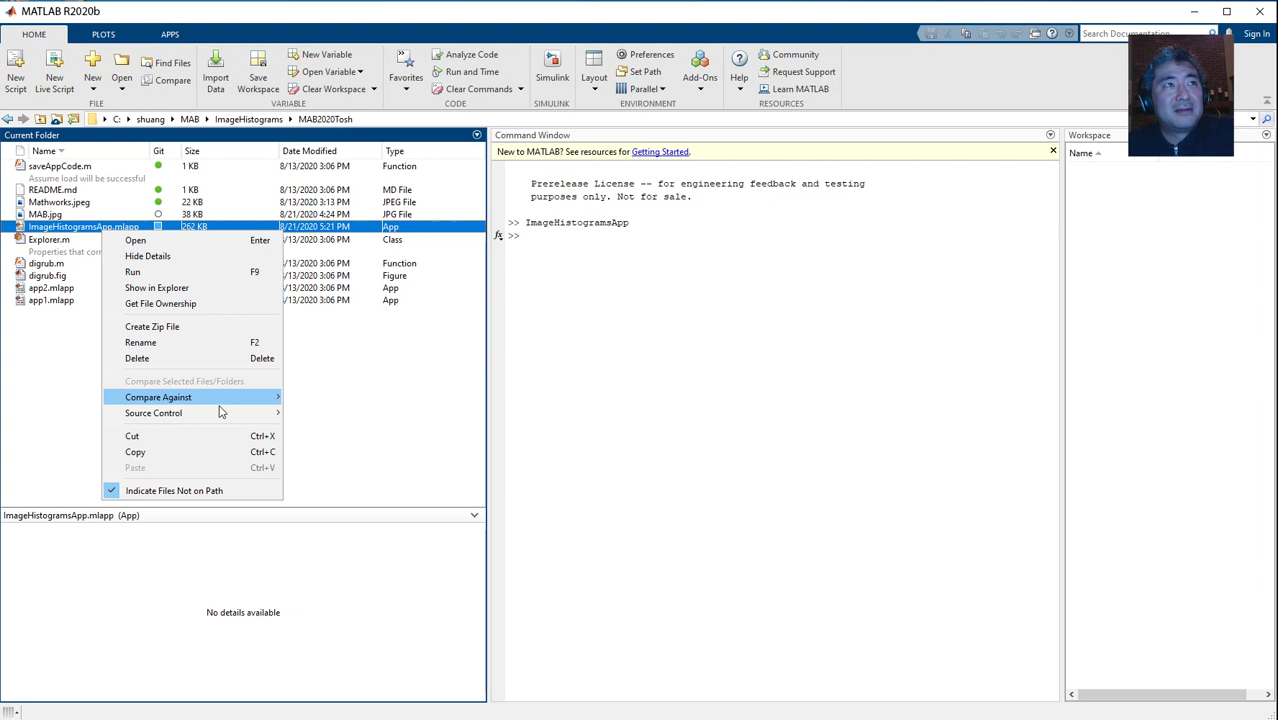 MATLAB R2020b
HOME PLOTS APPS
Search Documentation Sign In
New Script
New Live Script
New
Open
Find Files
Compare
FILE
Import Data
Save Workspace
New Variable
Open Variable
Clear Workspace
VARIABLE
Favorites
Analyze Code
Run and Time
Clear Commands
CODE
Simulink
SIMULINK
Layout
Preferences
Set Path
Parallel
Add-Ons
ENVIRONMENT
Help
Community
Request Support
Learn MATLAB
RESOURCES
C: shuang MAB ImageHistograms MAB2020Tosh
Current Folder
Name Git Size Date Modified Type
saveAppCode.m 1 KB 8/13/2020 3:06 PM Function
Assume load will be successful
README.md 1 KB 8/13/2020 3:06 PM MD File
Mathworks.jpeg 22 KB 8/13/2020 3:13 PM JPEG File
MAB.jpg 38 KB 8/21/2020 4:24 PM JPG File
ImageHistogramsApp.mlapp 262 KB 8/21/2020 5:21 PM App
Explorer.m /13/2020 3:06 PM Class
Properties that cor
digrub.m /13/2020 3:06 PM Function
digrub.fig /13/2020 3:06 PM Figure
app2.mlapp /13/2020 3:06 PM App
app1.mlapp /13/2020 3:06 PM App
Open Enter
Hide Details
Run F9
Show in Explorer
Get File Ownership
Create Zip File
Rename F2
Delete Delete
Compare Selected Files/Folders
Compare Against
Source Control
Cut Ctrl+X
Copy Ctrl+C
Paste Ctrl+V
Indicate Files Not on Path
ImageHistogramsApp.mlapp (App)
No details available
Command Window
New to MATLAB? See resources for Getting Started.
Prerelease License -- for engineering feedback and testing
purposes only. Not for sale.
>> ImageHistogramsApp
fx >>
Workspace
Name